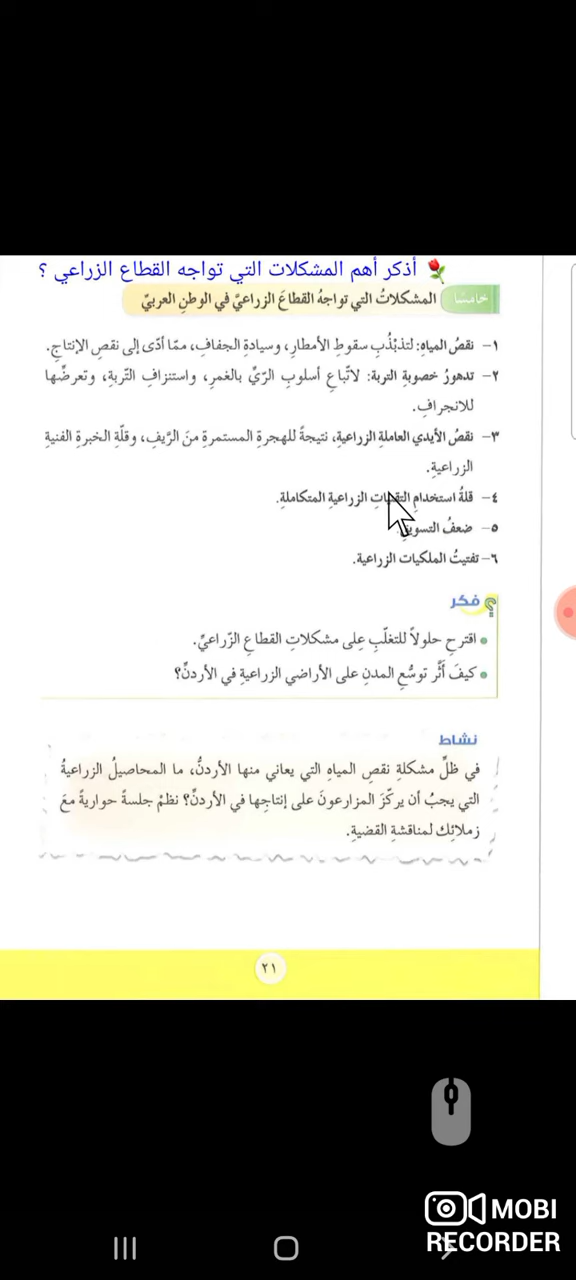 أذكر أهم المشكلات التي تواجه القطاع الزراعي ؟
خامسًا
المشكلاتُ التي تواجهُ القطاعَ الزراعيَّ في الوطنِ العربيِّ
١- نقصُ المياهِ: لتذبْذُبِ سقوطِ الأمطارِ، وسيادةِ الجفافِ، ممّا أدّى إلى نقصِ الإنتاجِ.
٢- تدهورُ خصوبةِ التربة: لاتّباعِ أسلوبِ الرّيِّ بالغمرِ، واستنزافِ التّربةِ، وتعرضِّها
للانجرافِ.
٣- نقصُ الأيدي العاملةِ الزراعيةِ، نتيجةً للهجرةِ المستمرةِ منَ الرَّيفِ، وقلّةِ الخبرةِ الفنيةِ
الزراعيةِ.
٤- قلةُ استخدامِ التقنياتِ الزراعيةِ المتكاملةِ.
٥- ضعفُ التسويقِ.
٦- تفتيتُ الملكيات الزراعية.
فكر
اقترح حلولاً للتغلّبِ على مشكلاتِ القطاعِ الزّراعيِّ.
كيفَ أَثَّر توسُّعِ المدنِ على الأراضي الزراعيةِ في الأردنِّ؟
نشاط
في ظلِّ مشكلةِ نقصِ المياهِ التي يعاني منها الأردنُّ، ما المحاصيلُ الزراعيةُ
التي يجبُ أن يركّزَ المزارعونَ على إنتاجِها في الأردنِّ؟ نظمْ جلسةً حواريةً معَ
زملائِك لمناقشةِ القضيةِ.
٢١
MOBI
RECORDER